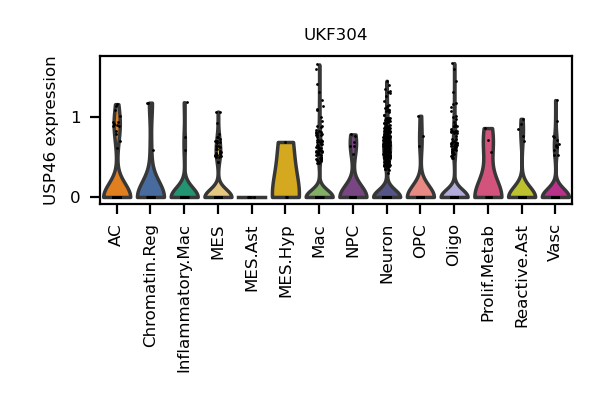 UKF304
USP46 expression
1
0
AC
Chromatin.Reg
Inflammatory.Mac
MES
MES.Ast
MES.Hyp
Mac
NPC
Neuron
OPC
Oligo
Prolif.Metab
Reactive.Ast
Vasc